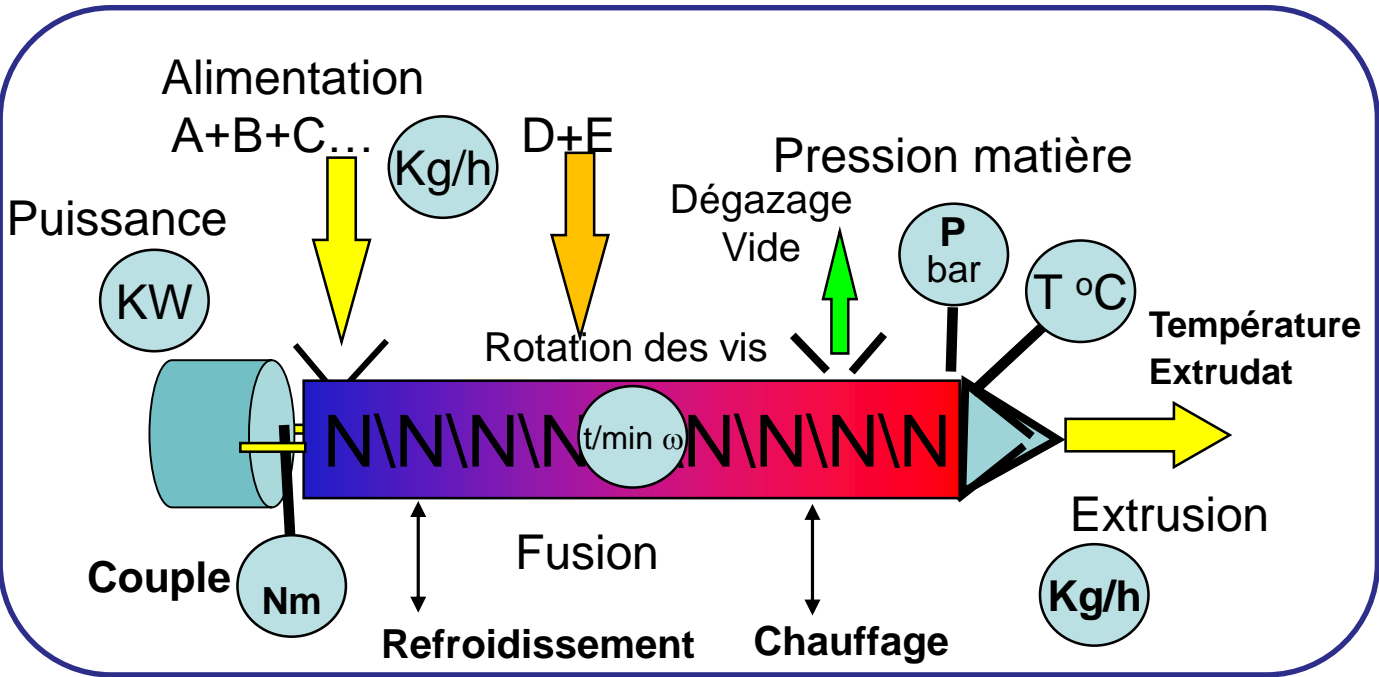 Alimentation
A+B+C…
Kg/h
D+E
Pression matière
Puissance
KW
Dégazage
Vide
P
bar
T ºC
Température
Extrudat
Rotation des vis
N\N\N\N
t/min ω
\N\N\N\N
Extrusion
Kg/h
Fusion
Couple
Nm
Refroidissement
Chauffage